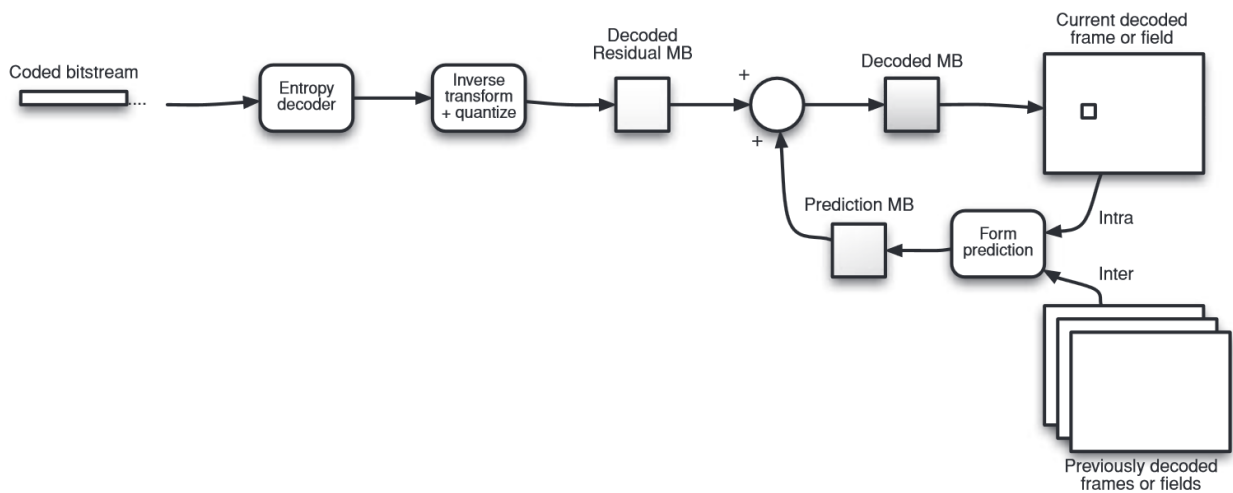 Coded bitstream
....
Entropy
decoder
Inverse
transform
+ quantize
Decoded
Residual MB
+
+
Decoded MB
Current decoded
frame or field
Prediction MB
Form
prediction
Intra
Inter
Previously decoded
frames or fields